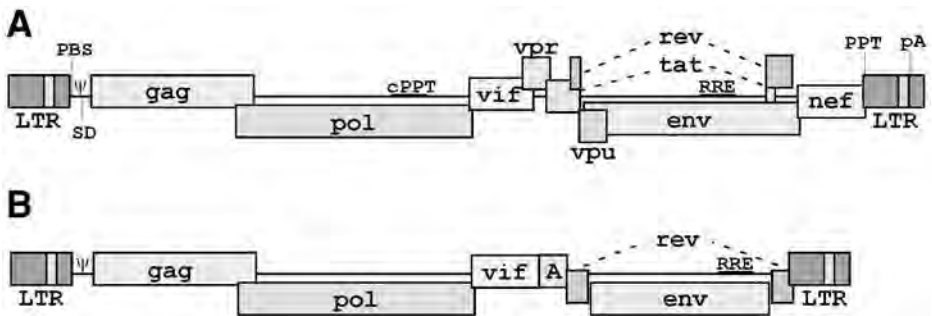 A
PBS vpr rev PPT pA
Ψ tat
gag cPPT vif RRE nef
LTR SD pol env LTR
vpu
B
rev
Ψ gag vif A RRE
LTR pol env LTR